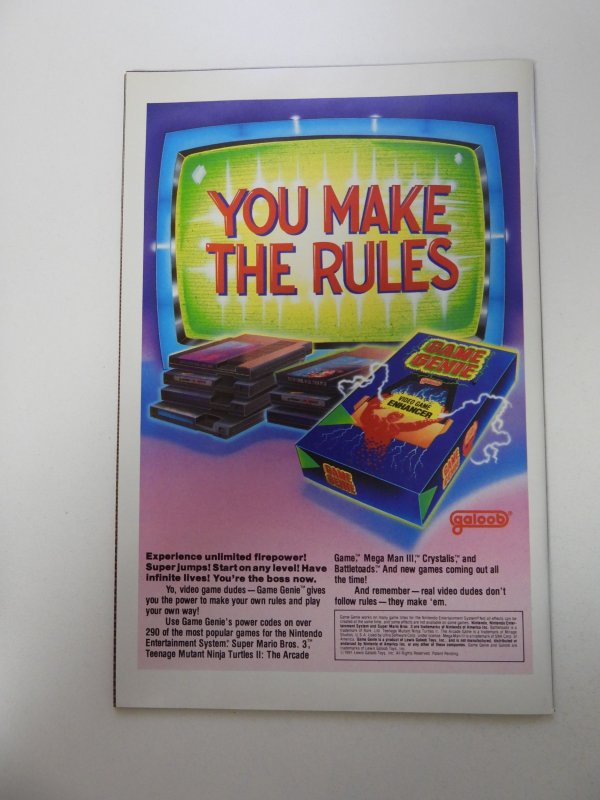 YOU MAKE
THE RULES
GAME
GENIE
galoob
VIDEO GAME
ENHANCER
GAME
GENIE
galoob®
Experience unlimited firepower!
Super jumps! Start on any level! Have
infinite lives! You're the boss now.
Yo, video game dudes — Game Genie™ gives
you the power to make your own rules and play
your own way!
Use Game Genie's power codes on over
290 of the most popular games for the Nintendo
Entertainment System®: Super Mario Bros. 3,™
Teenage Mutant Ninja Turtles II: The Arcade
Game,™ Mega Man III,™ Crystalis,™ and
Battletoads.™ And new games coming out all
the time!
And remember — real video dudes don't
follow rules — they make 'em.